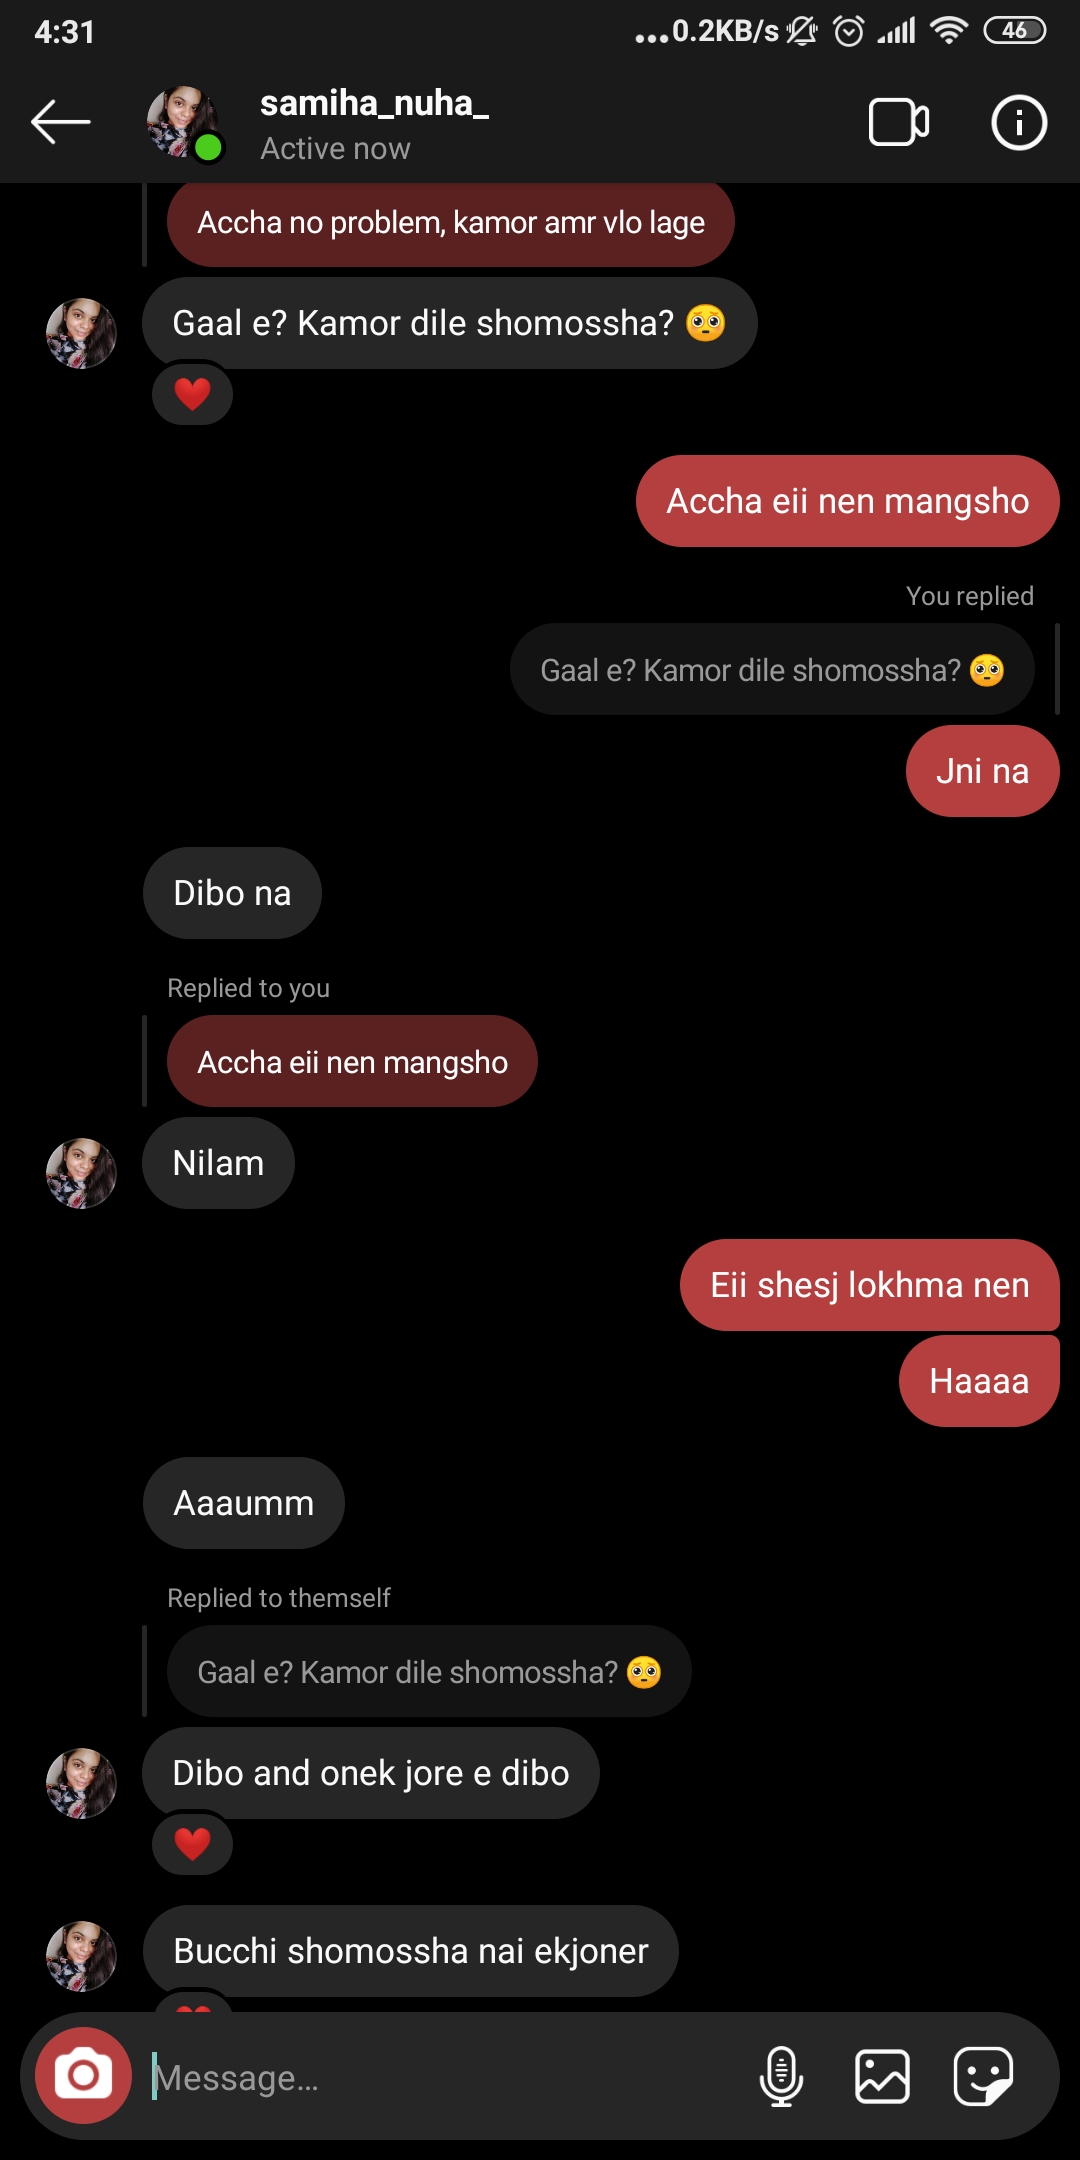 4:31
...0.2KB/s
46
samiha_nuha_
Active now
Accha no problem, kamor amr vlo lage
Gaal e? Kamor dile shomossha? 🥺
❤️
Accha eii nen mangsho
You replied
Gaal e? Kamor dile shomossha? 🥺
Jni na
Dibo na
Replied to you
Accha eii nen mangsho
Nilam
Eii shesj lokhma nen
Haaaa
Aaaumm
Replied to themself
Gaal e? Kamor dile shomossha? 🥺
Dibo and onek jore e dibo
❤️
Bucchi shomossha nai ekjoner
Message...